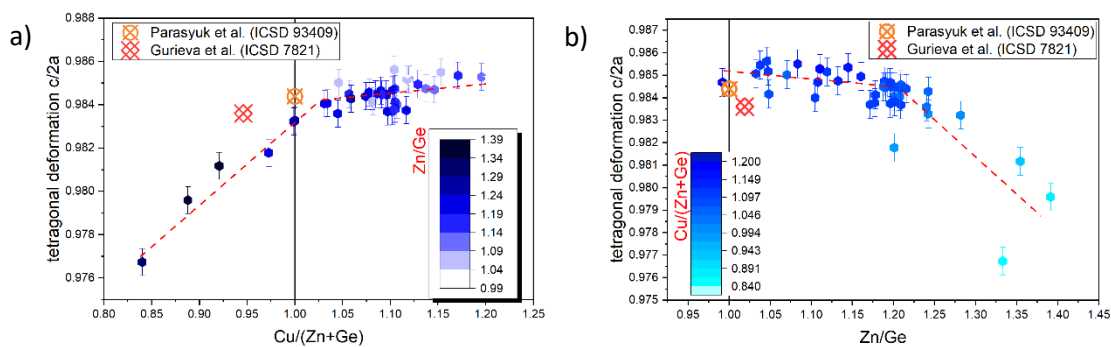 a)
Parasyuk et al. (ICSD 93409)
Gurieva et al. (ICSD 7821)
tetragonal deformation c/2a
0.988
0.986
0.984
0.982
0.980
0.978
0.976
0.80 0.85 0.90 0.95 1.00 1.05 1.10 1.15 1.20 1.25
Cu/(Zn+Ge)
Zn/Ge
1.39
1.34
1.29
1.24
1.19
1.14
1.09
1.04
0.99
b)
Parasyuk et al. (ICSD 93409)
Gurieva et al. (ICSD 7821)
tetragonal deformation c/2a
0.987
0.986
0.985
0.983
0.982
0.981
0.979
0.978
0.976
0.975
0.95 1.00 1.05 1.10 1.15 1.20 1.25 1.30 1.35 1.40 1.45
Zn/Ge
Cu/(Zn+Ge)
1.200
1.149
1.097
1.046
0.994
0.943
0.891
0.840